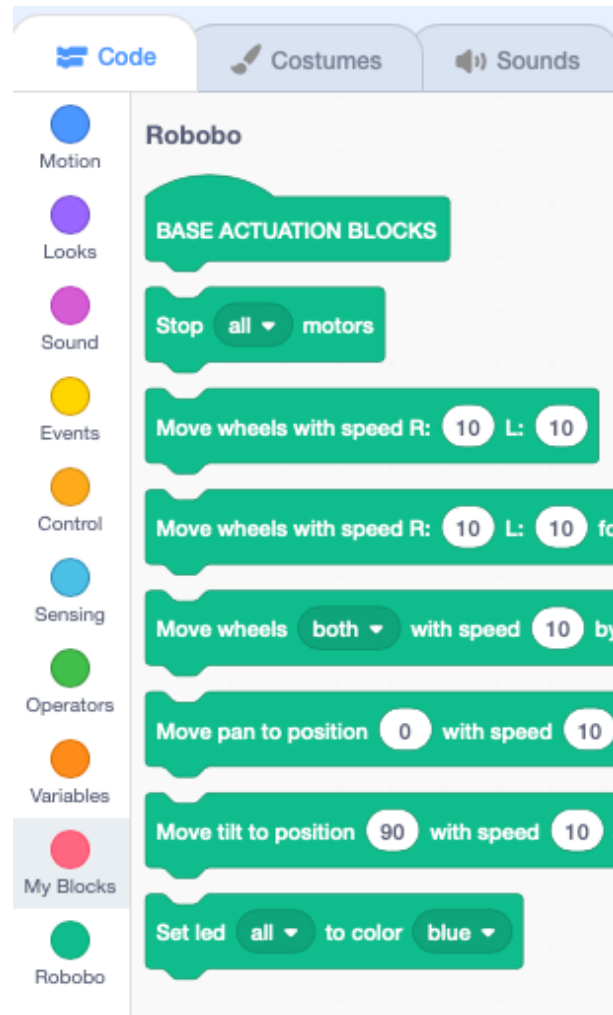 Code
Costumes
Sounds
Motion
Looks
Sound
Events
Control
Sensing
Operators
Variables
My Blocks
Robobo
Robobo
BASE ACTUATION BLOCKS
Stop all motors
Move wheels with speed R: 10 L: 10
Move wheels with speed R: 10 L: 10 fo
Move wheels both with speed 10 by
Move pan to position 0 with speed 10
Move tilt to position 90 with speed 10
Set led all to color blue